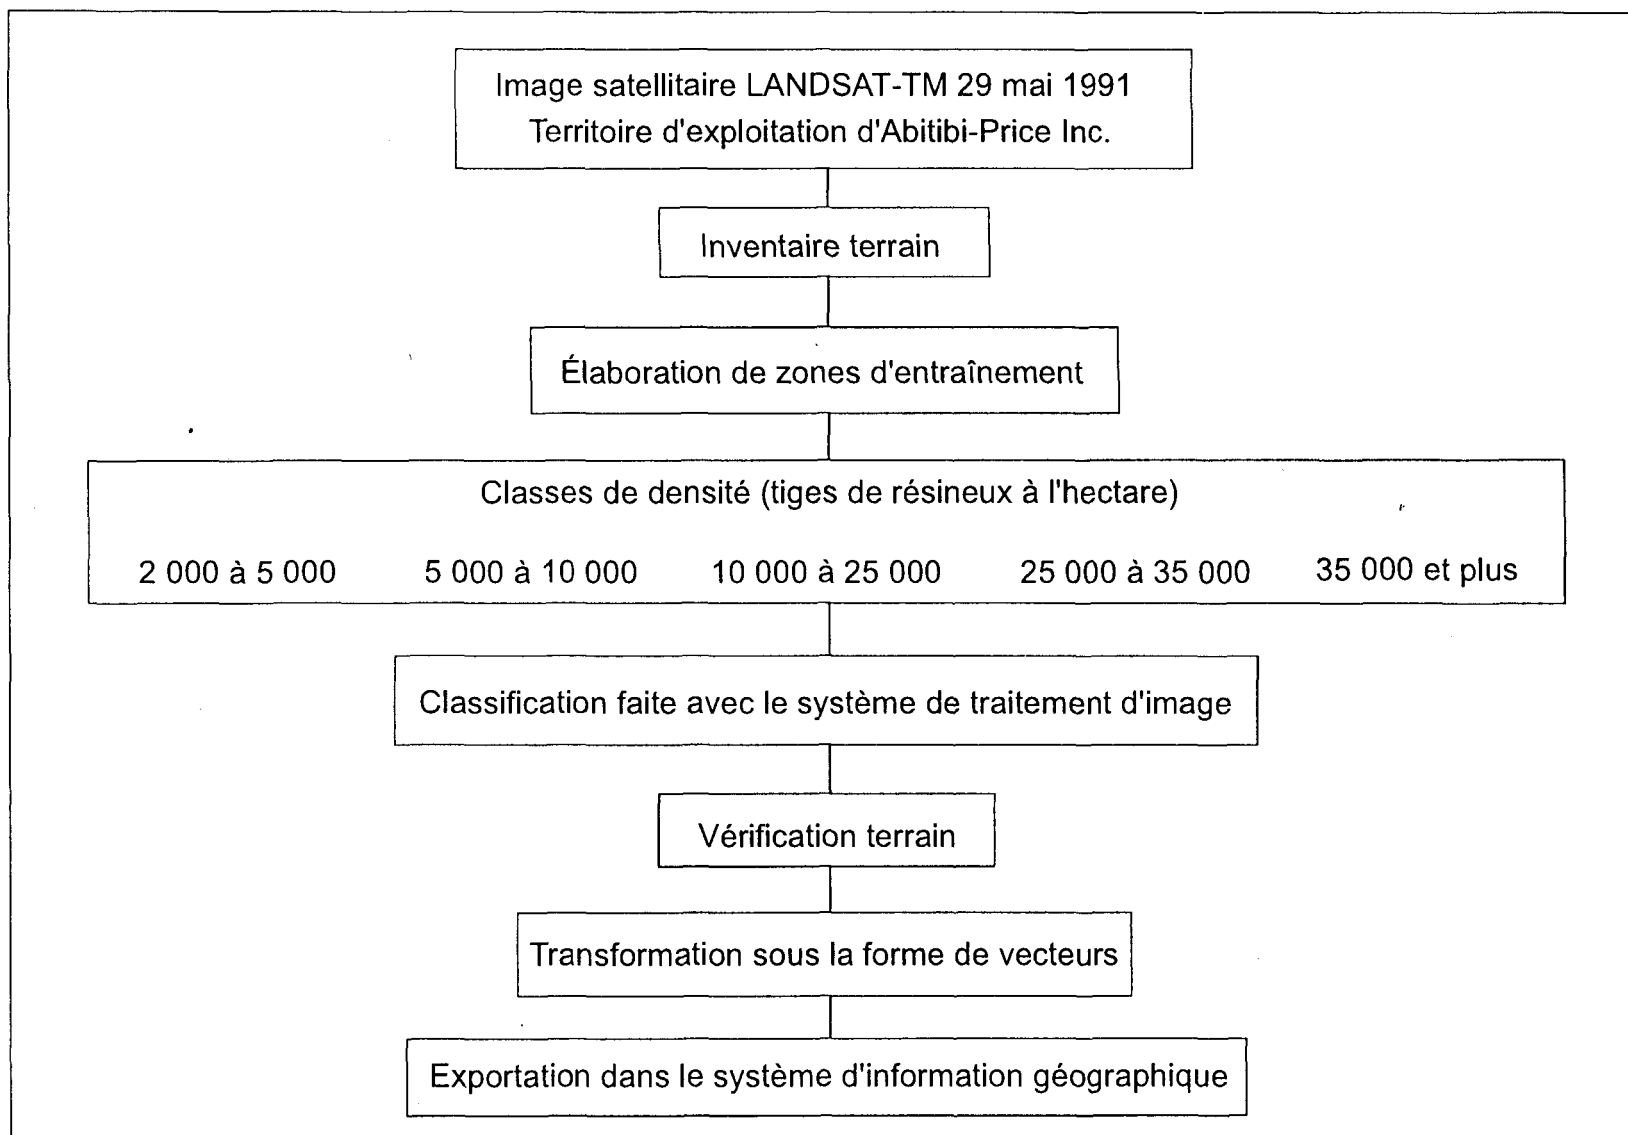 Image satellitaire LANDSAT-TM 29 mai 1991
Territoire d'exploitation d'Abitibi-Price Inc.
Inventaire terrain
Élaboration de zones d'entraînement
Classes de densité (tiges de résineux à l'hectare)
2 000 à 5 000 5 000 à 10 000 10 000 à 25 000 25 000 à 35 000 35 000 et plus
Classification faite avec le système de traitement d'image
Vérification terrain
Transformation sous la forme de vecteurs
Exportation dans le système d'information géographique